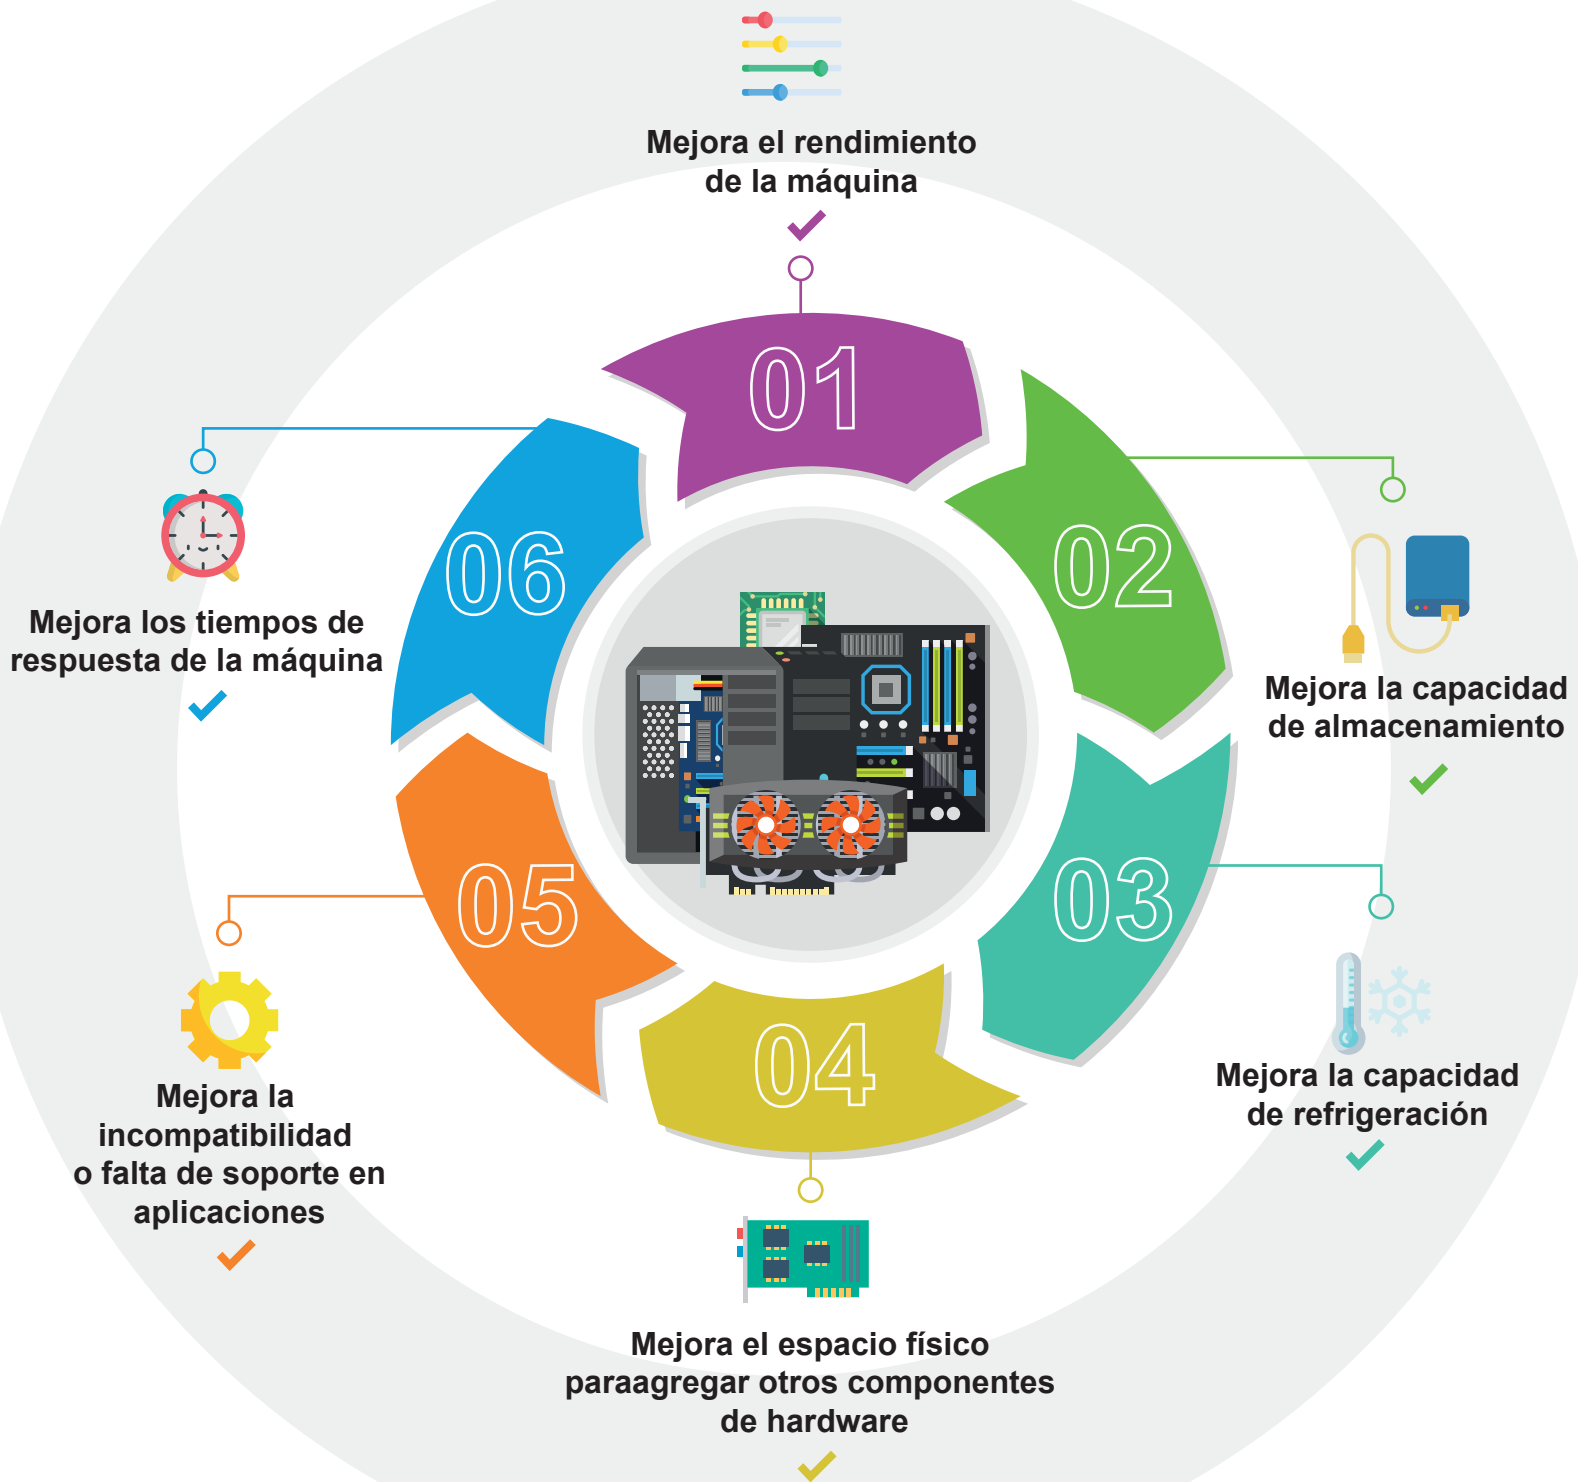 Mejora el rendimiento
de la máquina
01
02
Mejora la capacidad
de almacenamiento
03
Mejora la capacidad
de refrigeración
04
Mejora el espacio físico
paraagregar otros componentes
de hardware
05
Mejora la
incompatibilidad
o falta de soporte en
aplicaciones
06
Mejora los tiempos de
respuesta de la máquina